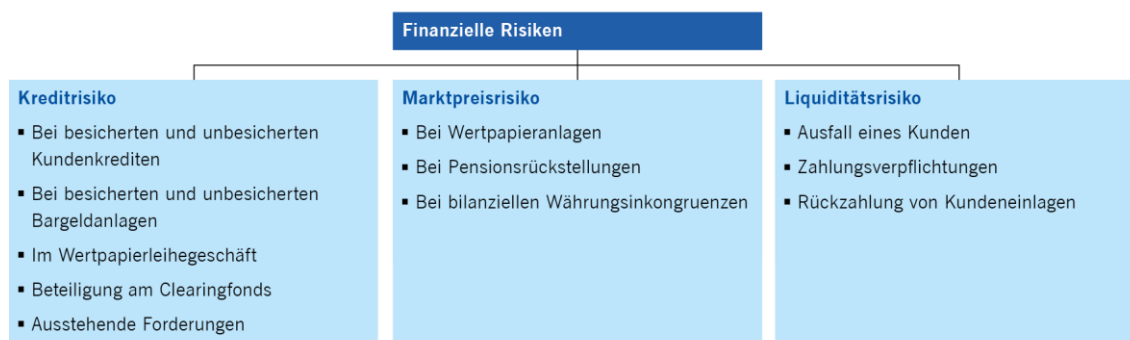 Finanzielle Risiken
Kreditrisiko
▪ Bei besicherten und unbesicherten
Kundenkrediten
▪ Bei besicherten und unbesicherten
Bargeldanlagen
▪ Im Wertpapierleihegeschäft
▪ Beteiligung am Clearingfonds
▪ Ausstehende Forderungen
Marktpreisrisiko
▪ Bei Wertpapieranlagen
▪ Bei Pensionsrückstellungen
▪ Bei bilanziellen Währungsinkongruenzen
Liquiditätsrisiko
▪ Ausfall eines Kunden
▪ Zahlungsverpflichtungen
▪ Rückzahlung von Kundeneinlagen